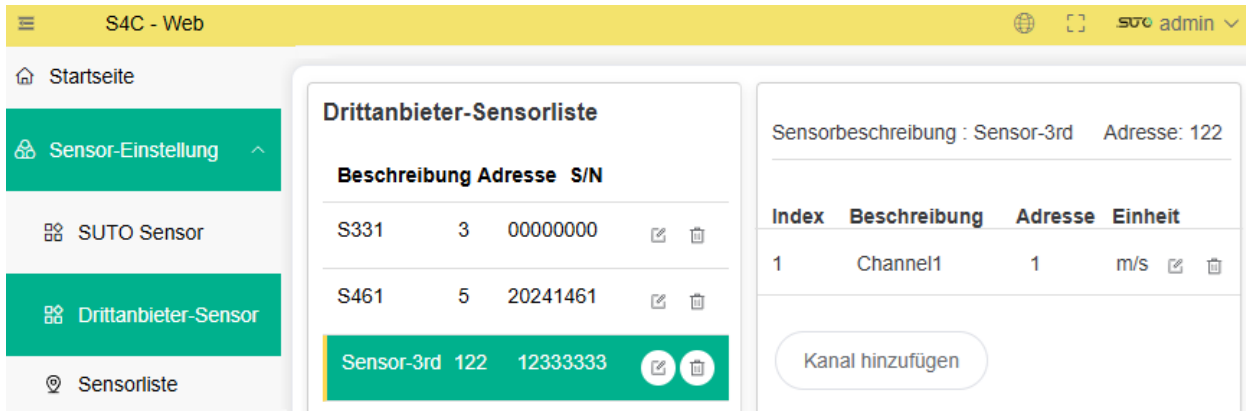 S4C - Web
SUTO admin
Startseite
Sensor-Einstellung
SUTO Sensor
Drittanbieter-Sensor
Sensorliste
Drittanbieter-Sensorliste
Beschreibung Adresse S/N
S331 3 00000000
S461 5 20241461
Sensor-3rd 122 12333333
Sensorbeschreibung : Sensor-3rd Adresse: 122
Index Beschreibung Adresse Einheit
1 Channel1 1 m/s
Kanal hinzufügen